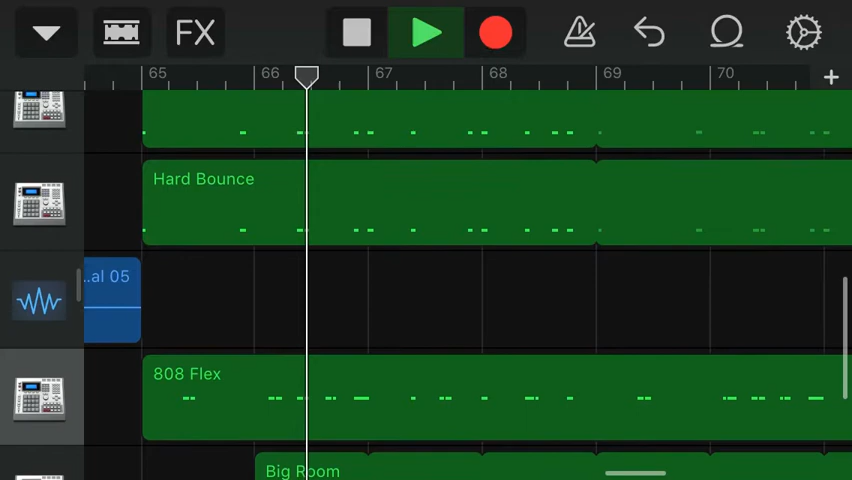 FX
65 66 67 68 69 70
Hard Bounce
...al 05
808 Flex
Big Room